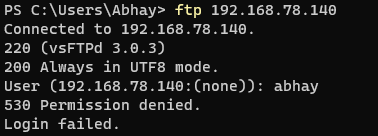 PS C:\Users\Abhay> ftp 192.168.78.140
Connected to 192.168.78.140.
220 (vsFTPd 3.0.3)
200 Always in UTF8 mode.
User (192.168.78.140:(none)): abhay
530 Permission denied.
Login failed.